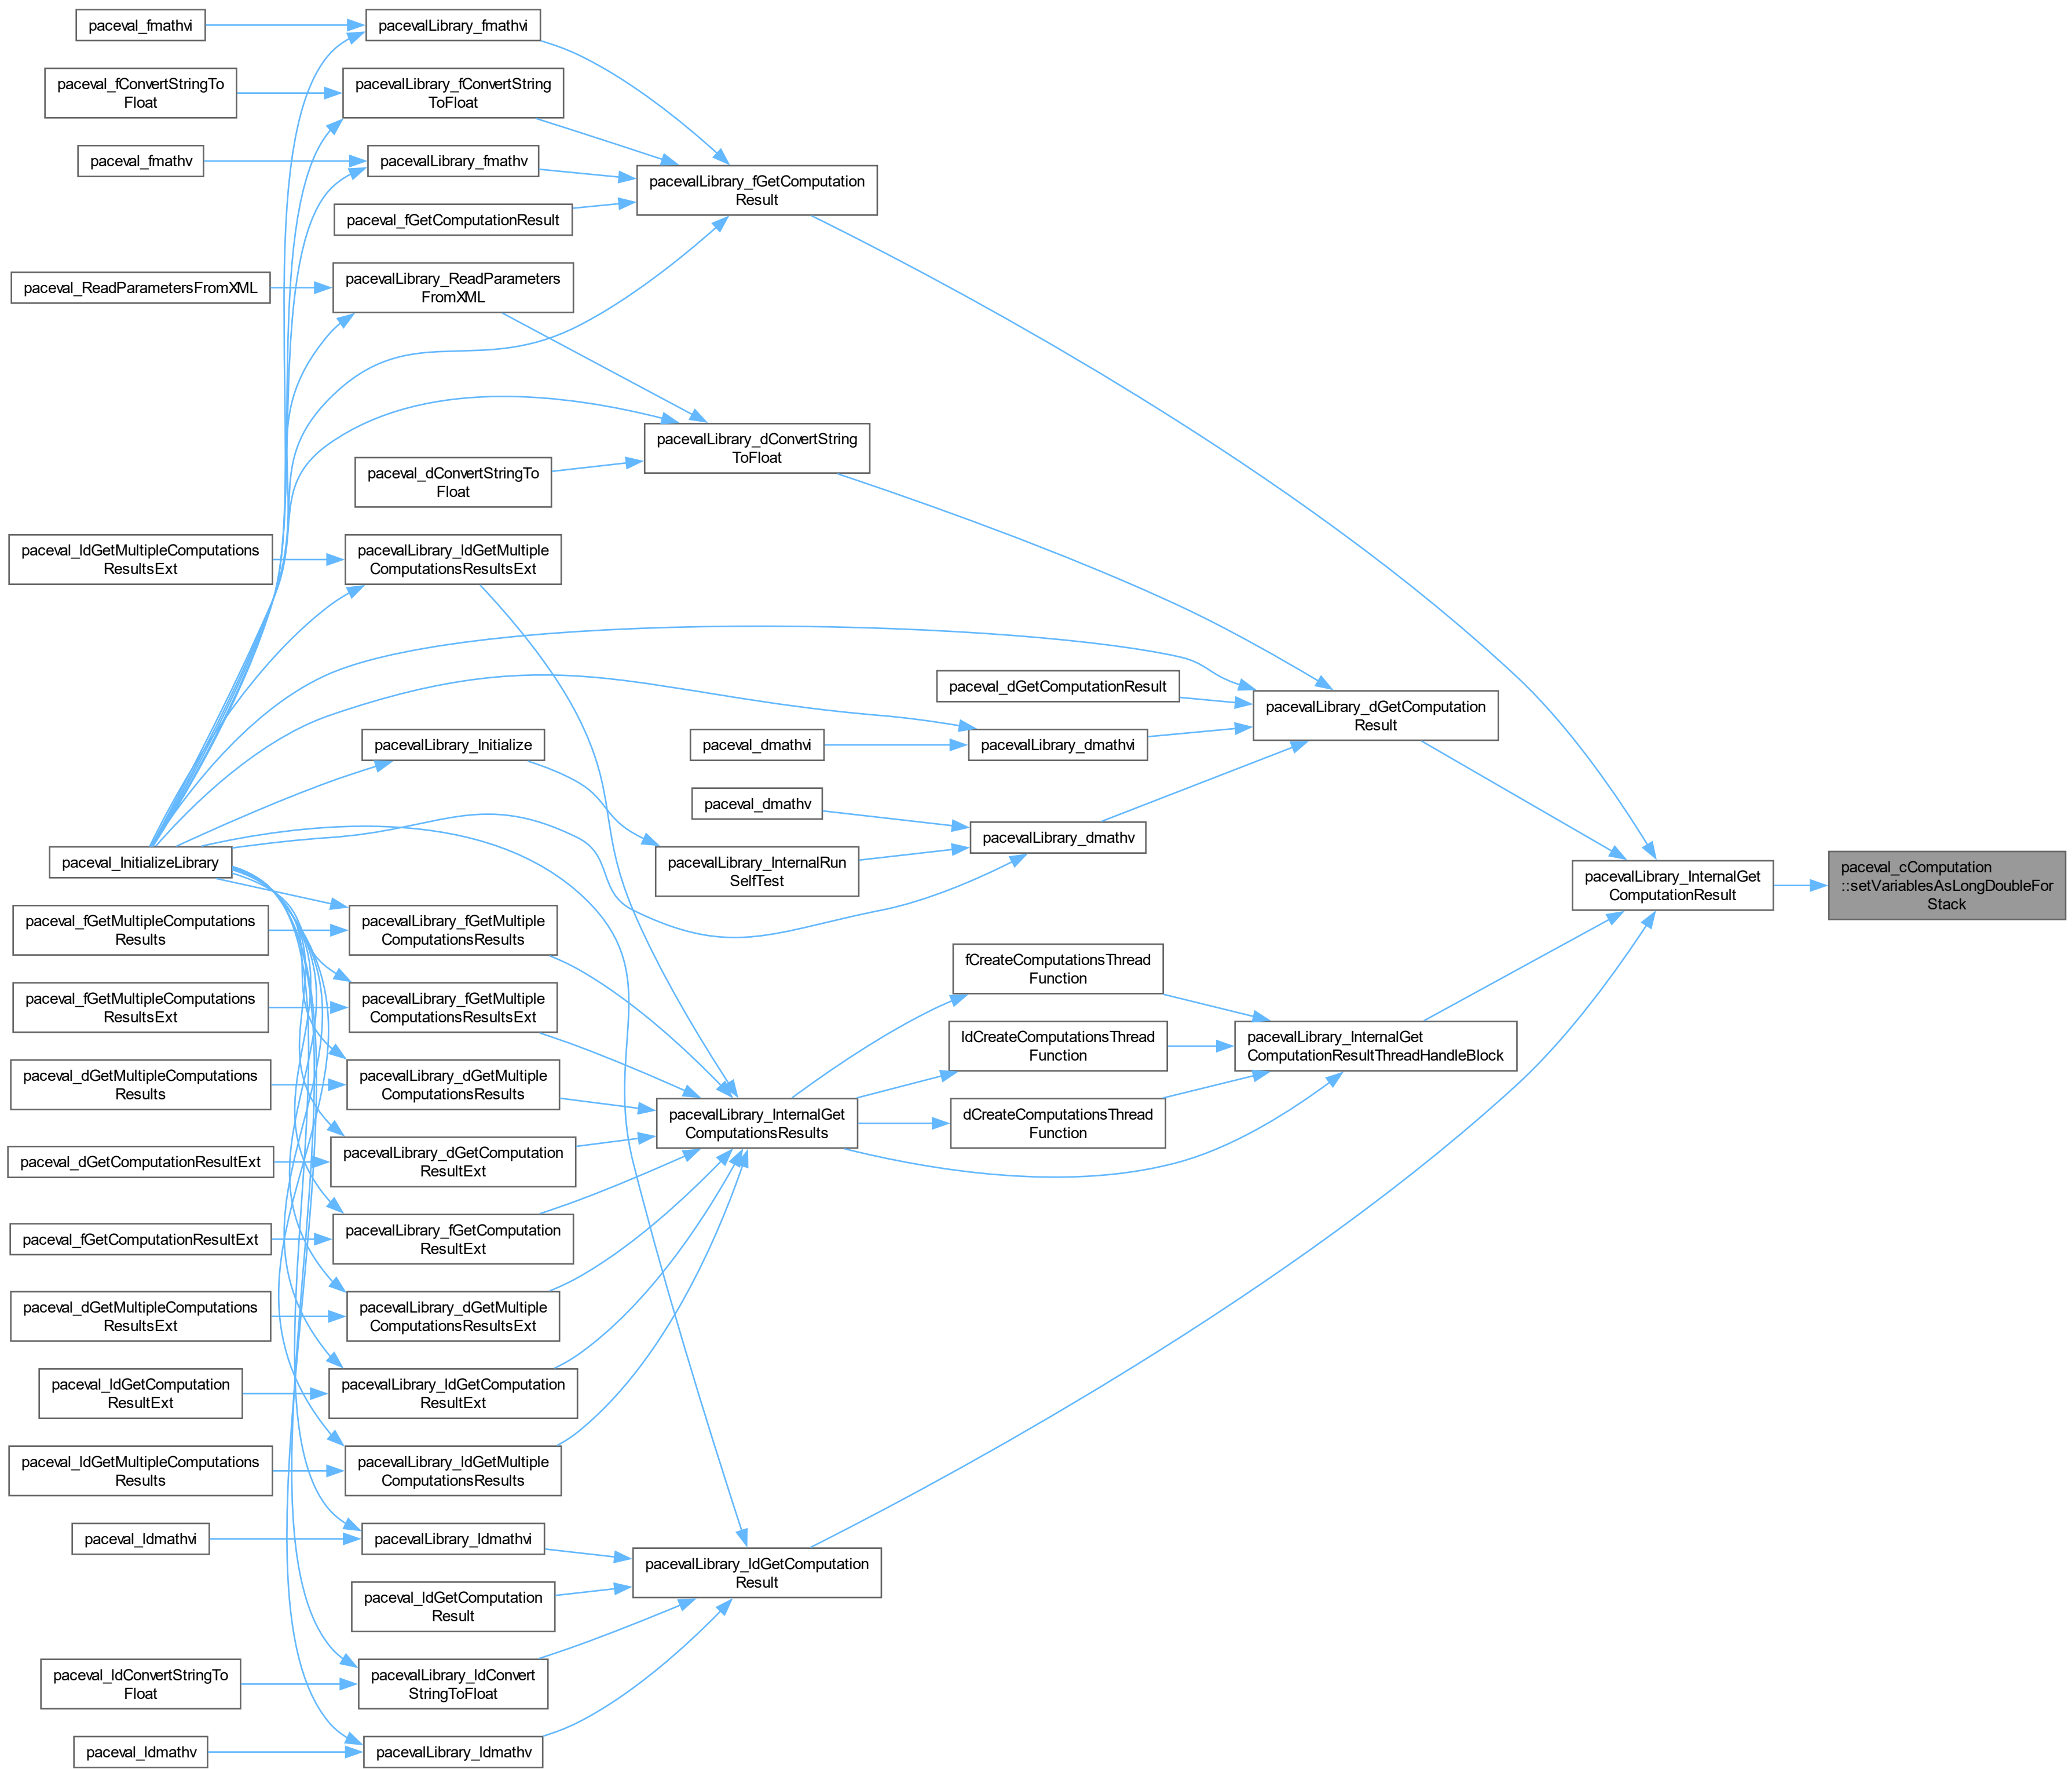 paceval_fmathvi
pacevalLibrary_fmathvi
paceval_fConvertStringTo
Float
pacevalLibrary_fConvertString
ToFloat
paceval_fmathv
pacevalLibrary_fmathv
pacevalLibrary_fGetComputation
Result
paceval_fGetComputationResult
paceval_ReadParametersFromXML
pacevalLibrary_ReadParameters
FromXML
pacevalLibrary_dConvertString
ToFloat
paceval_dConvertStringTo
Float
paceval_ldGetMultipleComputations
ResultsExt
pacevalLibrary_ldGetMultiple
ComputationsResultsExt
paceval_dGetComputationResult
pacevalLibrary_dGetComputation
Result
pacevalLibrary_Initialize
paceval_dmathvi
pacevalLibrary_dmathvi
paceval_dmathv
pacevalLibrary_dmathv
paceval_InitializeLibrary
pacevalLibrary_InternalRun
SelfTest
pacevalLibrary_InternalGet
ComputationResult
paceval_cComputation
::setVariablesAsLongDoubleFor
Stack
paceval_fGetMultipleComputations
Results
pacevalLibrary_fGetMultiple
ComputationsResults
fCreateComputationsThread
Function
paceval_fGetMultipleComputations
ResultsExt
pacevalLibrary_fGetMultiple
ComputationsResultsExt
ldCreateComputationsThread
Function
pacevalLibrary_InternalGet
ComputationResultThreadHandleBlock
paceval_dGetMultipleComputations
Results
pacevalLibrary_dGetMultiple
ComputationsResults
pacevalLibrary_InternalGet
ComputationsResults
dCreateComputationsThread
Function
paceval_dGetComputationResultExt
pacevalLibrary_dGetComputation
ResultExt
paceval_fGetComputationResultExt
pacevalLibrary_fGetComputation
ResultExt
paceval_dGetMultipleComputations
ResultsExt
pacevalLibrary_dGetMultiple
ComputationsResultsExt
paceval_ldGetComputation
ResultExt
pacevalLibrary_ldGetComputation
ResultExt
paceval_ldGetMultipleComputations
Results
pacevalLibrary_ldGetMultiple
ComputationsResults
paceval_ldmathvi
pacevalLibrary_ldmathvi
pacevalLibrary_ldGetComputation
Result
paceval_ldGetComputation
Result
paceval_ldConvertStringTo
Float
pacevalLibrary_ldConvert
StringToFloat
paceval_ldmathv
pacevalLibrary_ldmathv